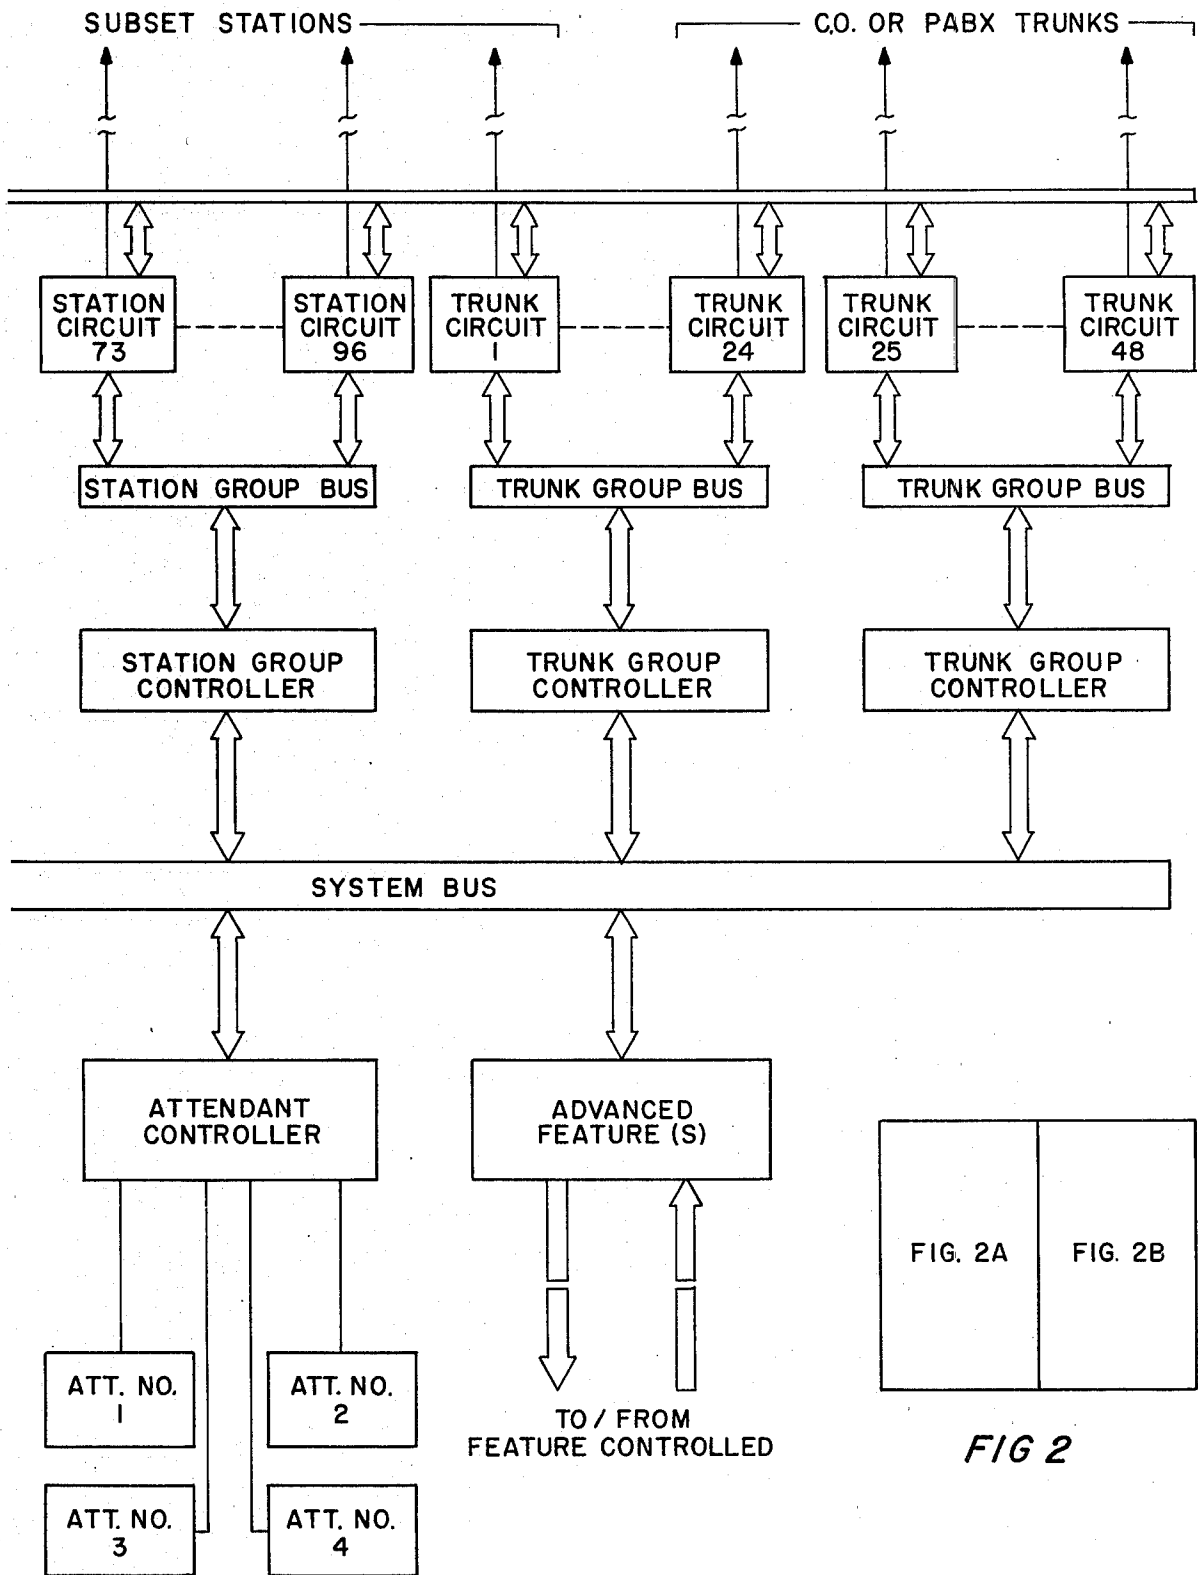 SUBSET STATIONS
C.O. OR PABX TRUNKS
STATION CIRCUIT 73
STATION CIRCUIT 96
TRUNK CIRCUIT 1
TRUNK CIRCUIT 24
TRUNK CIRCUIT 25
TRUNK CIRCUIT 48
STATION GROUP BUS
TRUNK GROUP BUS
TRUNK GROUP BUS
STATION GROUP CONTROLLER
TRUNK GROUP CONTROLLER
TRUNK GROUP CONTROLLER
SYSTEM BUS
ATTENDANT CONTROLLER
ADVANCED FEATURE (S)
FIG. 2A
FIG. 2B
ATT. NO. 1
ATT. NO. 2
TO / FROM FEATURE CONTROLLED
FIG 2
ATT. NO. 3
ATT. NO. 4